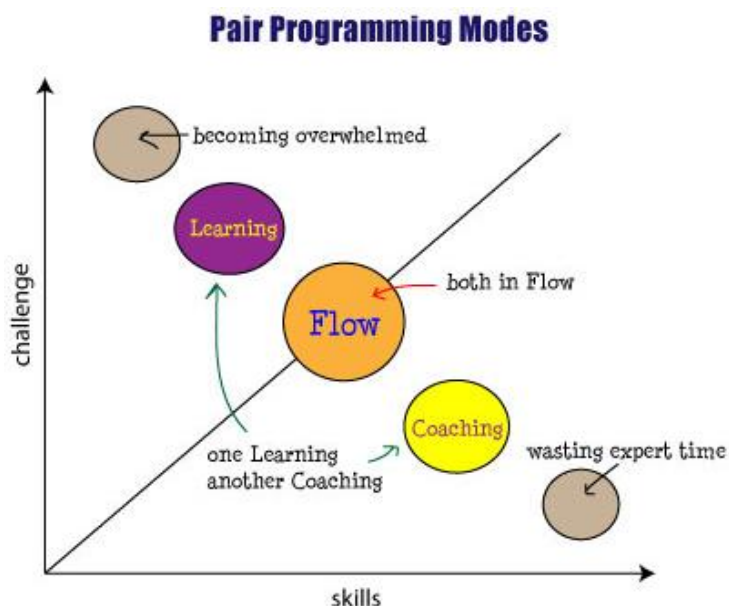 Pair Programming Modes
becoming overwhelmed
Learning
both in Flow
Flow
challenge
Coaching
one Learning
another Coaching
wasting expert time
skills